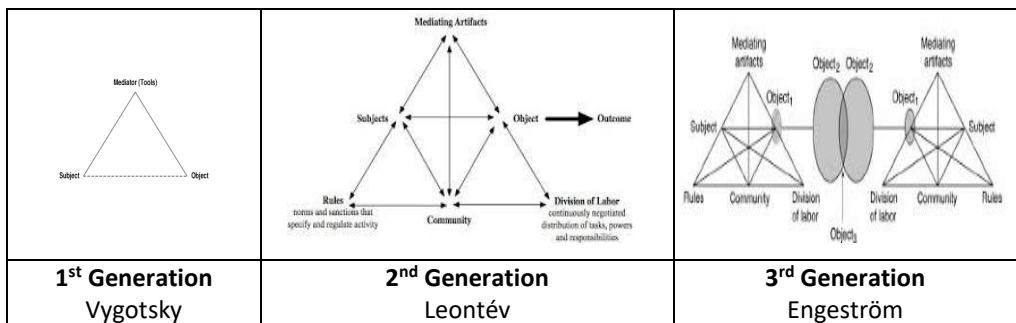 Mediator (Tools)
Subject
Object
1st Generation
Vygotsky
Mediating Artifacts
Subjects
Object
Outcome
Rules
norms and sanctions that
specify and regulate activity
Community
Division of Labor
continuously negotiated
distribution of tasks, powers
and responsibilities
2nd Generation
Leontév
Mediating
artifacts
Object2
Object2
Mediating
artifacts
Object1
Object1
Subject
Subject
Rules
Community
Division
of labor
Division
of labor
Community
Rules
Object3
3rd Generation
Engeström